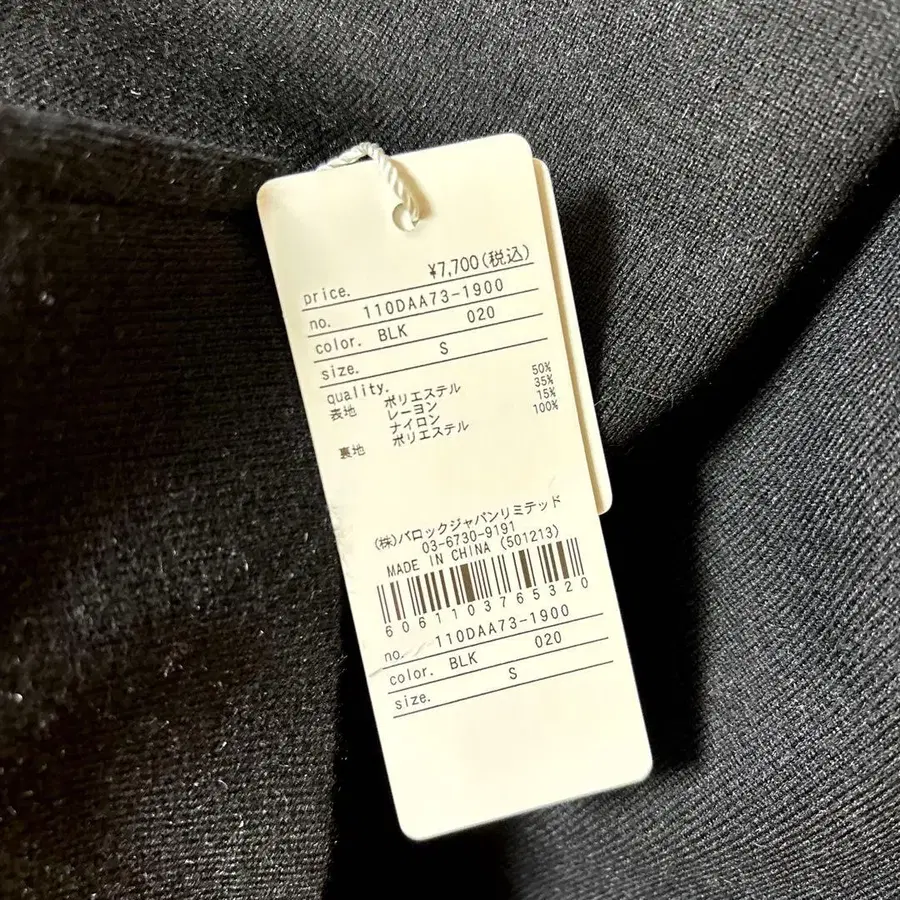 price. ¥7,700(税込)
no. 110DAA73-1900
color. BLK 020
size. S
quality.
表地 ポリエステル 50%
レーヨン 35%
ナイロン 15%
裏地 ポリエステル 100%
(株)バロックジャパンリミテッド
03-6730-9191
MADE IN CHINA (501213)
6061103765320
no. 110DAA73-1900
color. BLK 020
size. S